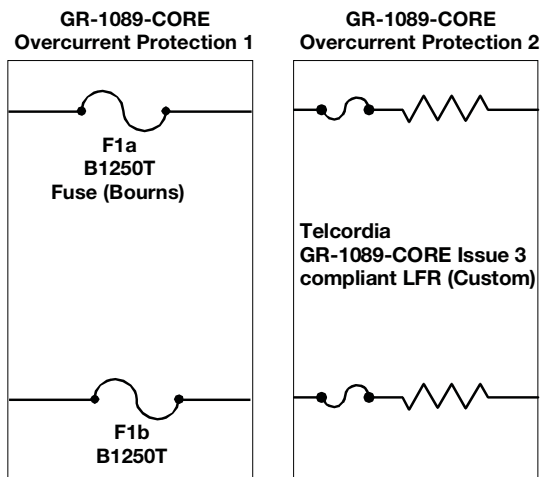 GR-1089-CORE
Overcurrent Protection 1
F1a
B1250T
Fuse (Bourns)
F1b
B1250T
GR-1089-CORE
Overcurrent Protection 2
Telcordia
GR-1089-CORE Issue 3
compliant LFR (Custom)